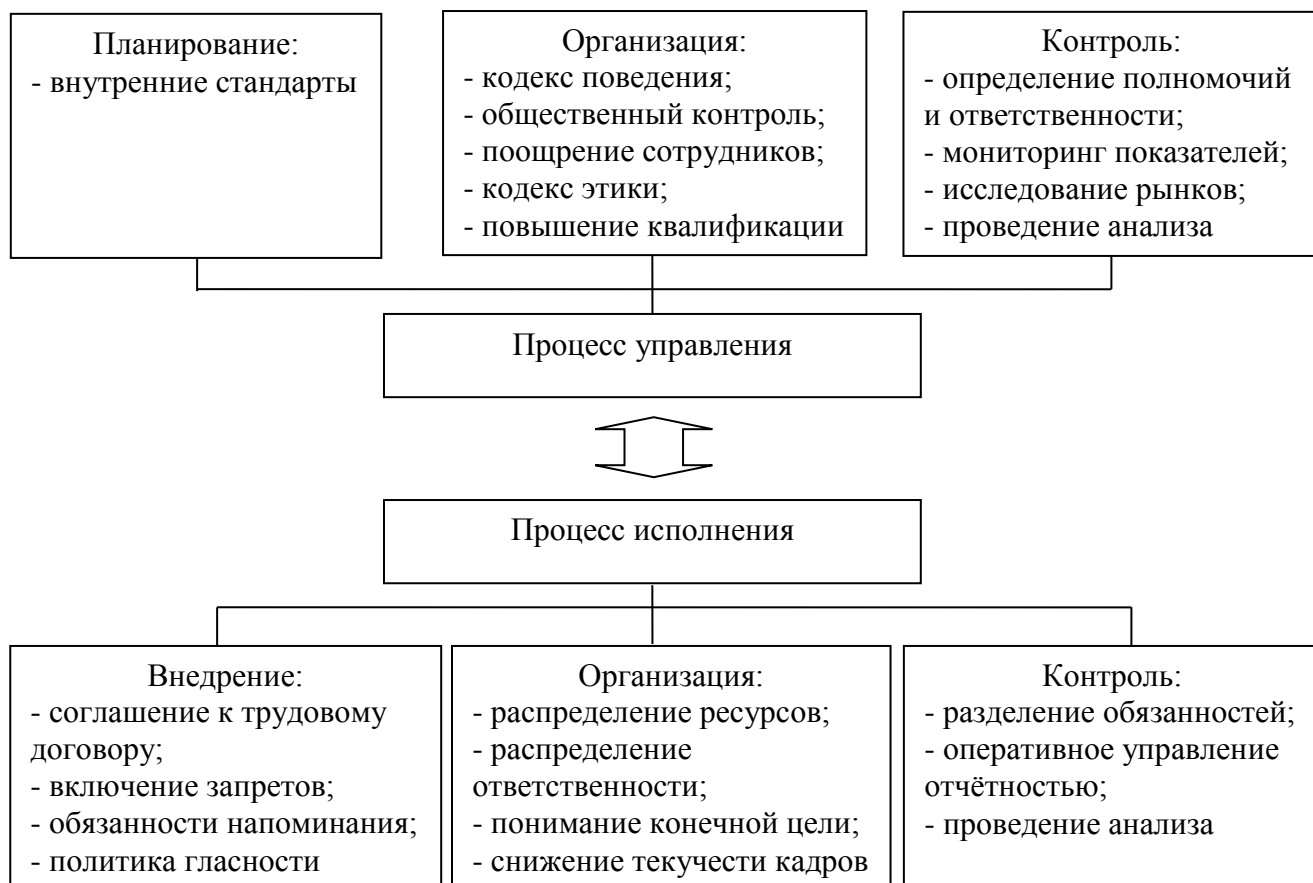 Планирование:
- внутренние стандарты
Организация:
- кодекс поведения;
- общественный контроль;
- поощрение сотрудников;
- кодекс этики;
- повышение квалификации
Контроль:
- определение полномочий
и ответственности;
- мониторинг показателей;
- исследование рынков;
- проведение анализа
Процесс управления
Процесс исполнения
Внедрение:
- соглашение к трудовому
договору;
- включение запретов;
- обязанности напоминания;
- политика гласности
Организация:
- распределение ресурсов;
- распределение
ответственности;
- понимание конечной цели;
- снижение текучести кадров
Контроль:
- разделение обязанностей;
- оперативное управление
отчётностью;
- проведение анализа